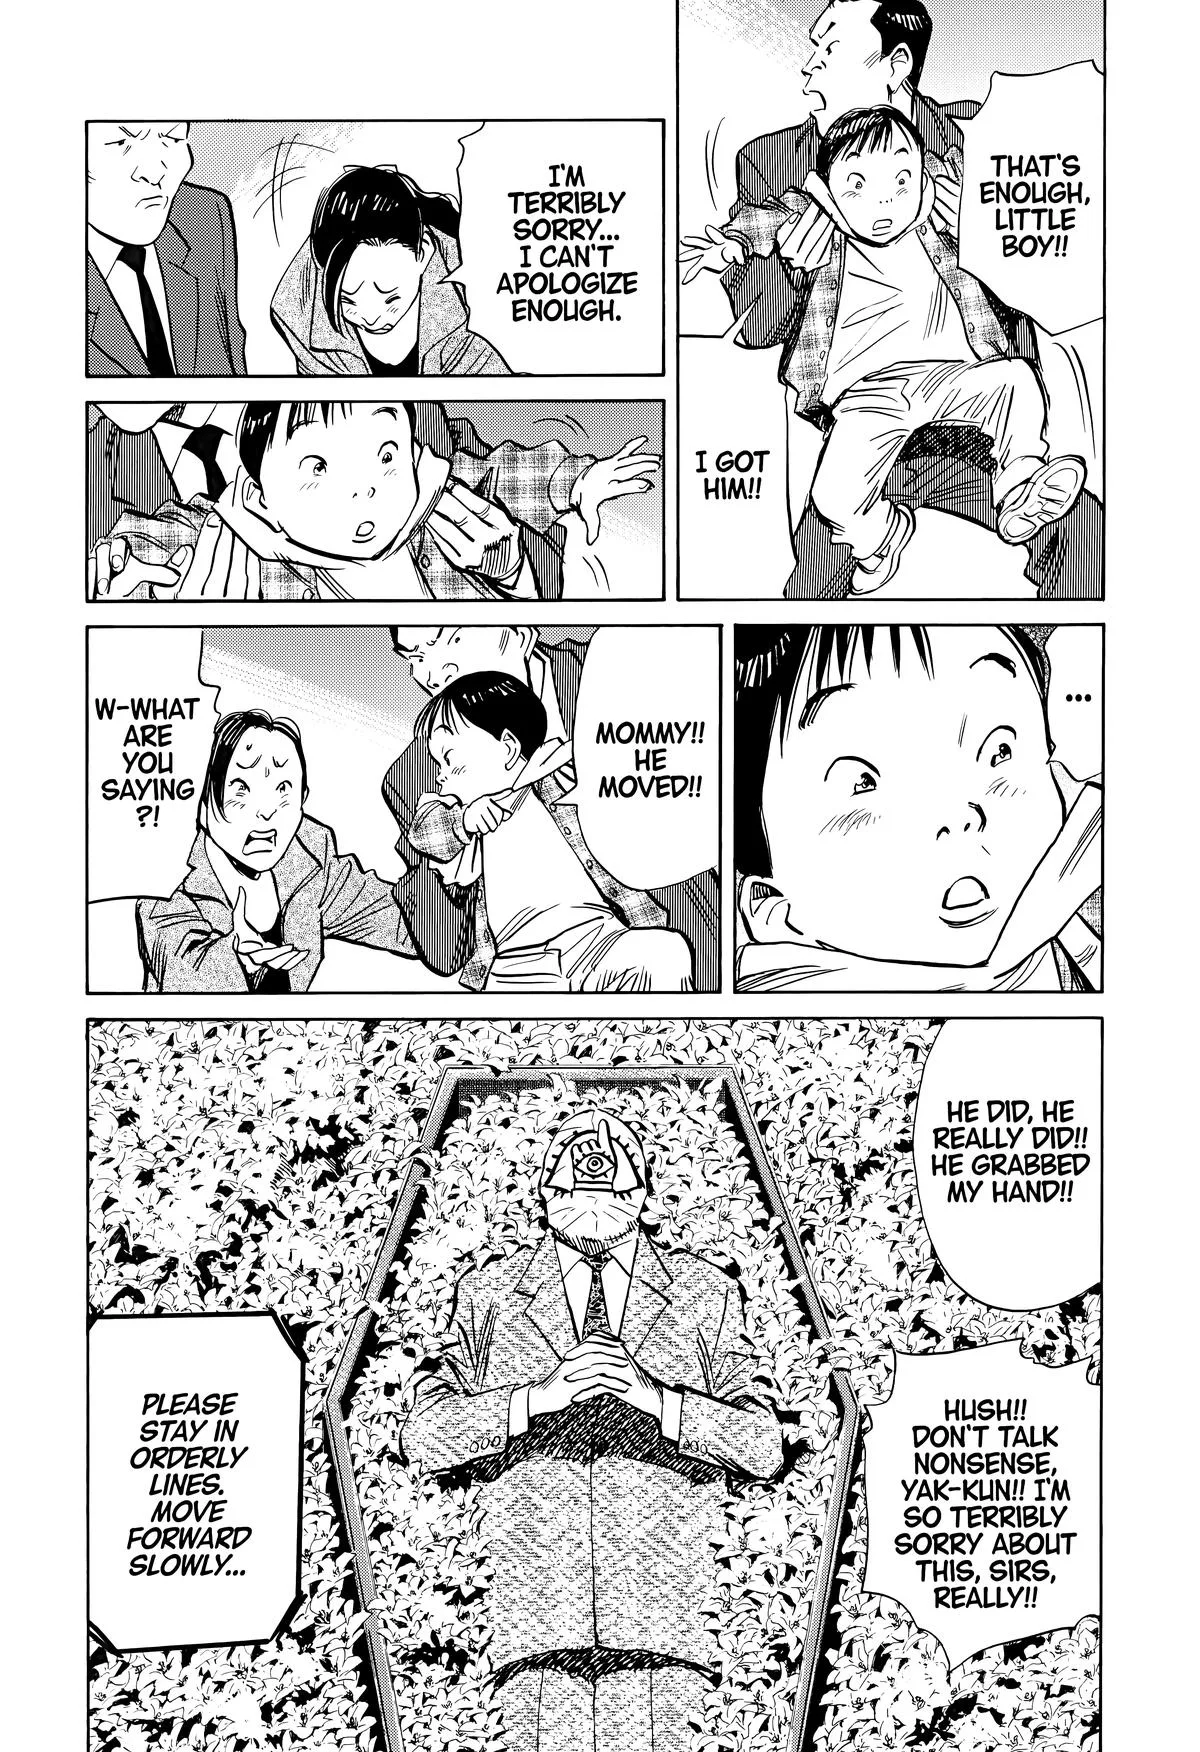 THAT'S
ENOUGH,
LITTLE
BOY!!
I GOT
HIM!!
I'M
TERRIBLY
SORRY...
I CAN'T
APOLOGIZE
ENOUGH.
...
MOMMY!!
HE
MOVED!!
W-WHAT
ARE
YOU
SAYING
?!
HE DID, HE
REALLY DID!!
HE GRABBED
MY HAND!!
HUSH!!
DON'T TALK
NONSENSE,
YAK-KUN!! I'M
SO TERRIBLY
SORRY ABOUT
THIS, SIRS,
REALLY!!
PLEASE
STAY IN
ORDERLY
LINES.
MOVE
FORWARD
SLOWLY...